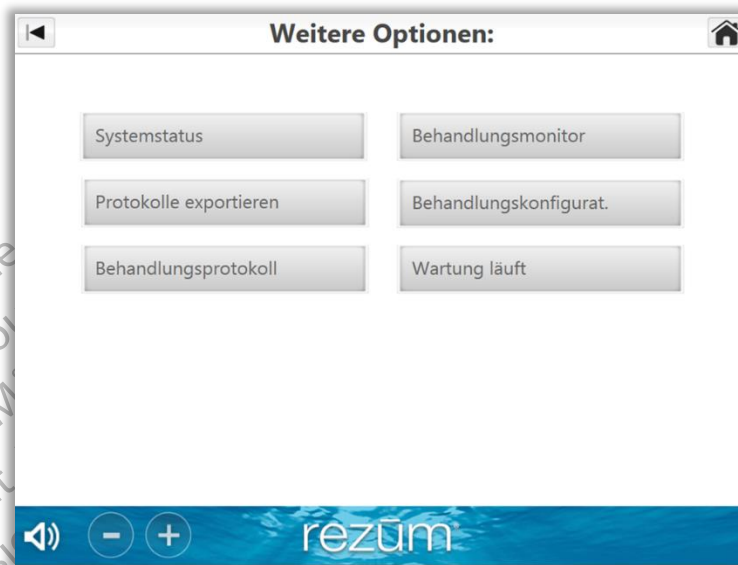 Weitere Optionen:
Systemstatus
Behandlungsmonitor
Protokolle exportieren
Behandlungskonfigurat.
Behandlungsprotokoll
Wartung läuft
rezūm